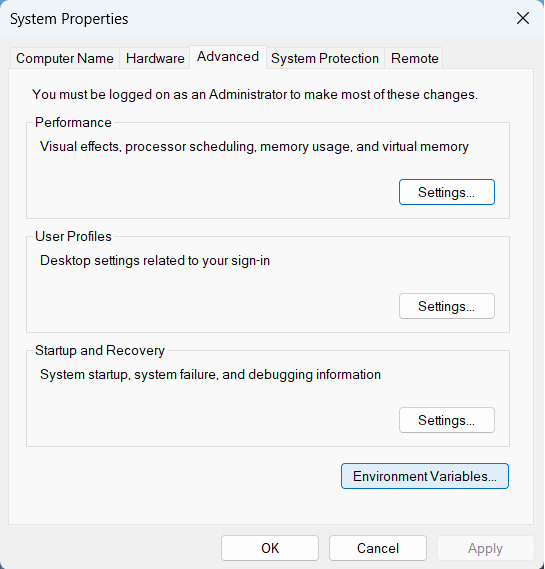 System Properties
Computer Name Hardware Advanced System Protection Remote
You must be logged on as an Administrator to make most of these changes.
Performance
Visual effects, processor scheduling, memory usage, and virtual memory
Settings...
User Profiles
Desktop settings related to your sign-in
Settings...
Startup and Recovery
System startup, system failure, and debugging information
Settings...
Environment Variables...
OK Cancel Apply